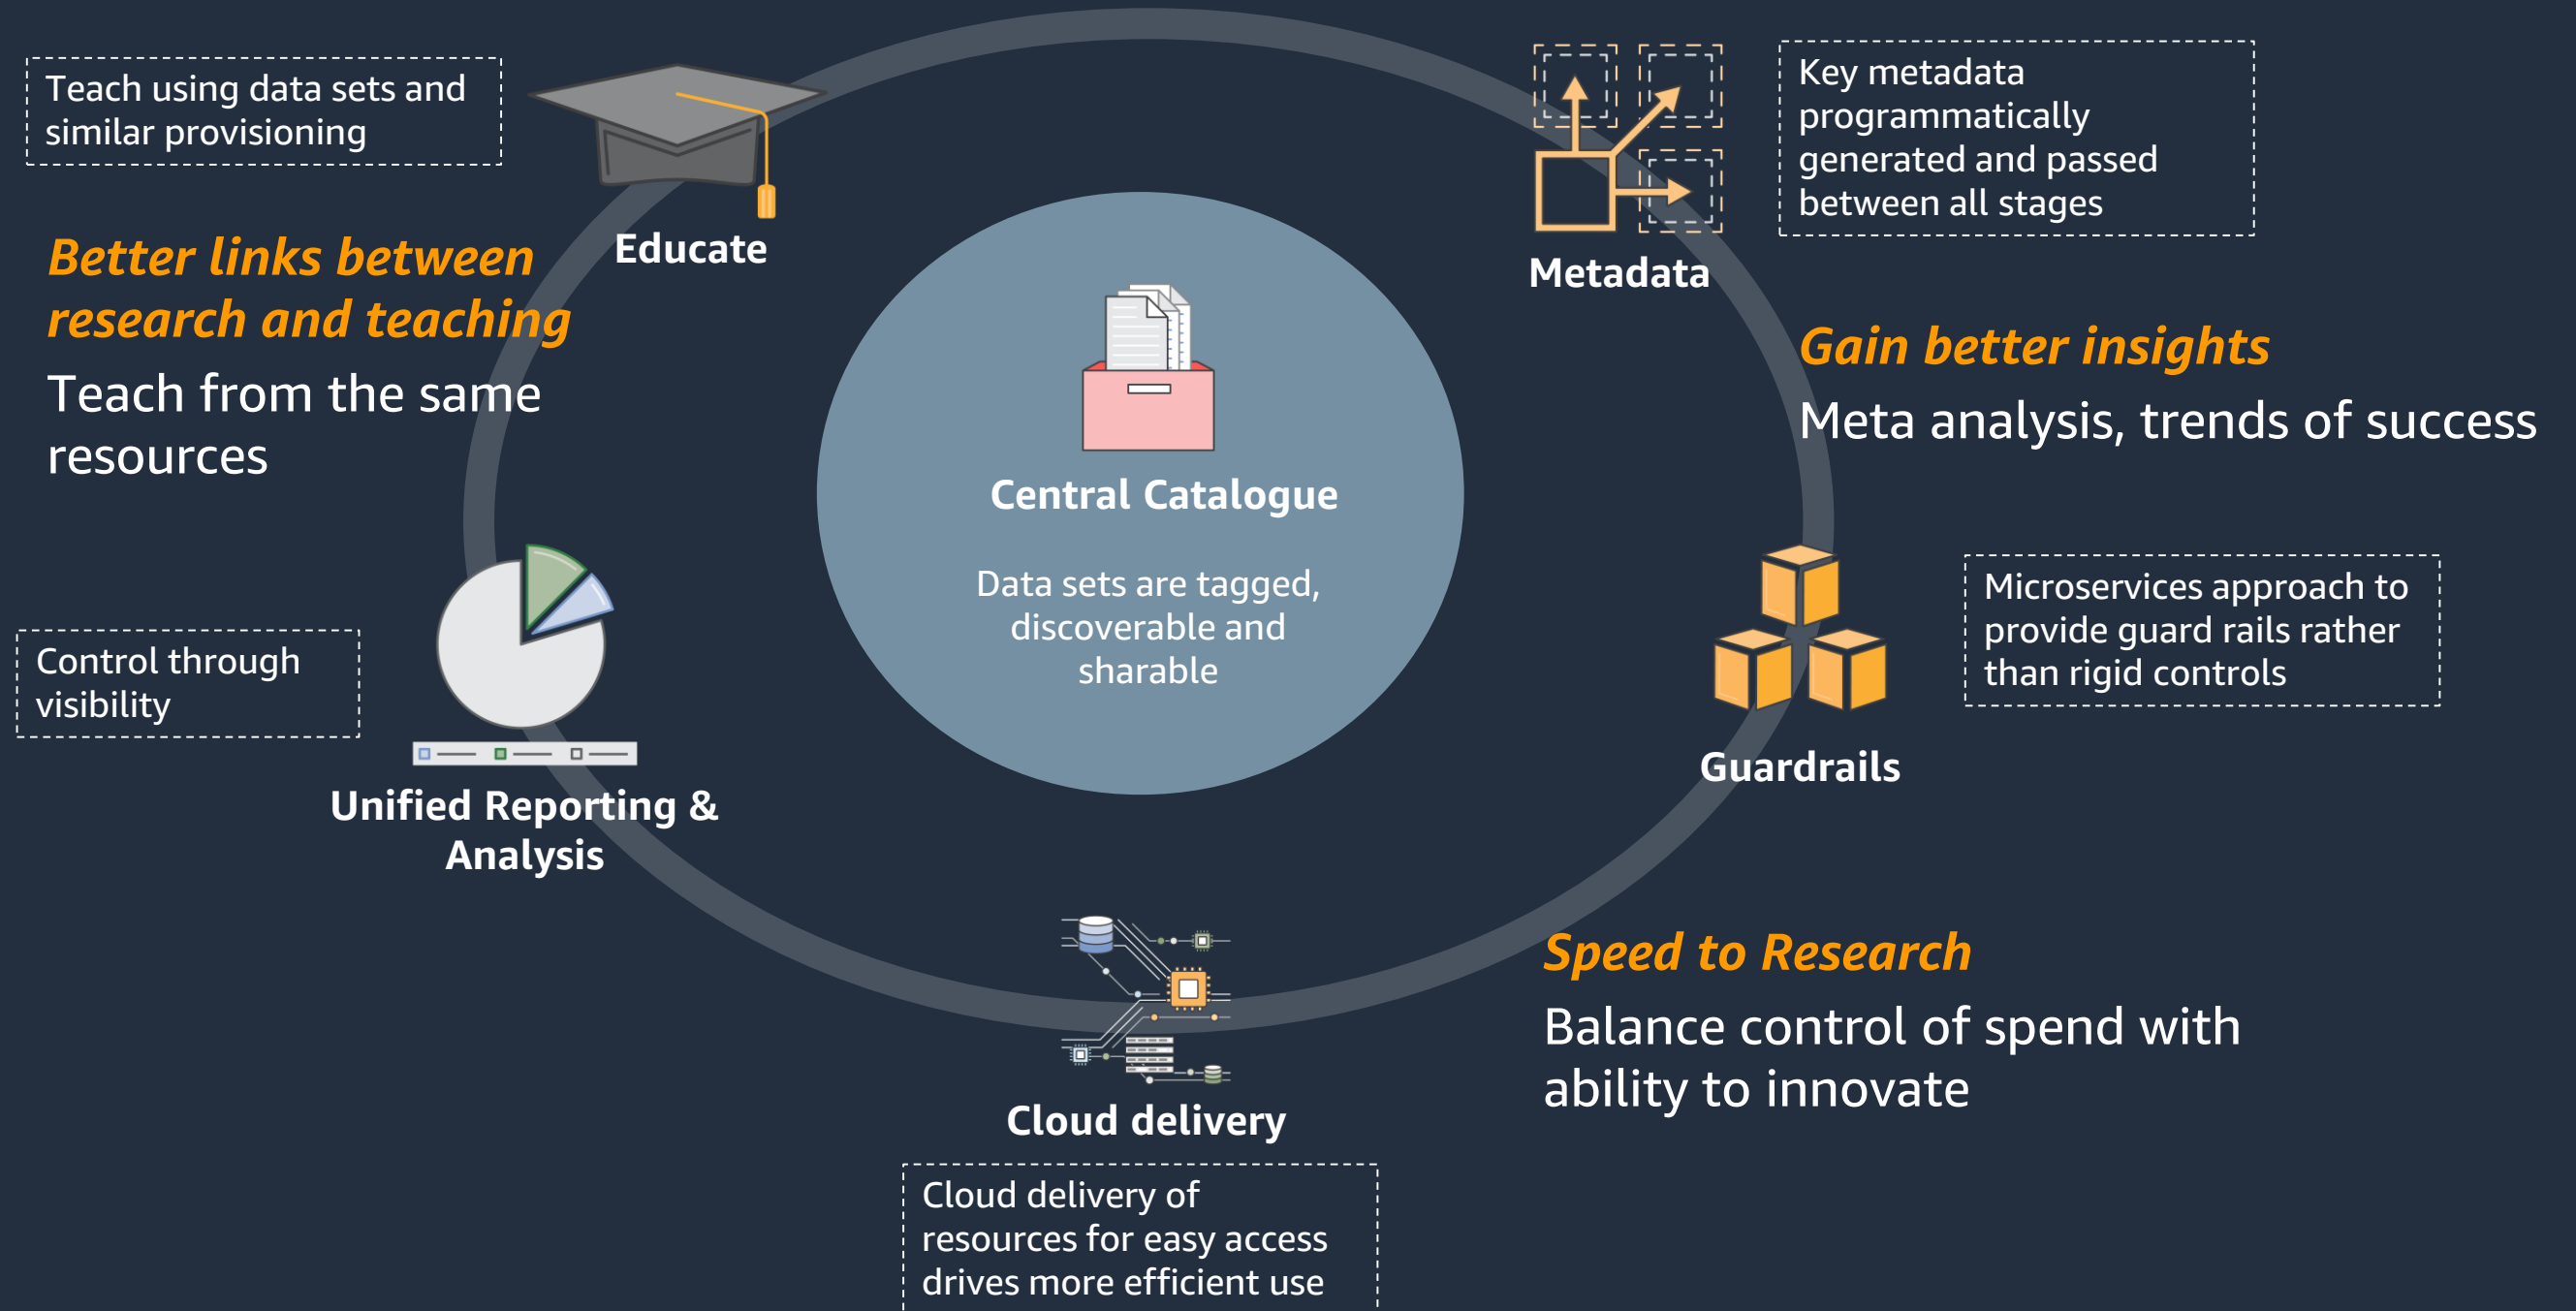 Teach using data sets and
similar provisioning
Educate
Better links between
research and teaching
Teach from the same
resources
Metadata
Key metadata
programmatically
generated and passed
between all stages
Gain better insights
Meta analysis, trends of success
Central Catalogue
Data sets are tagged,
discoverable and
sharable
Control through
visibility
Unified Reporting &
Analysis
Microservices approach to
provide guard rails rather
than rigid controls
Guardrails
Speed to Research
Balance control of spend with
ability to innovate
Cloud delivery
Cloud delivery of
resources for easy access
drives more efficient use